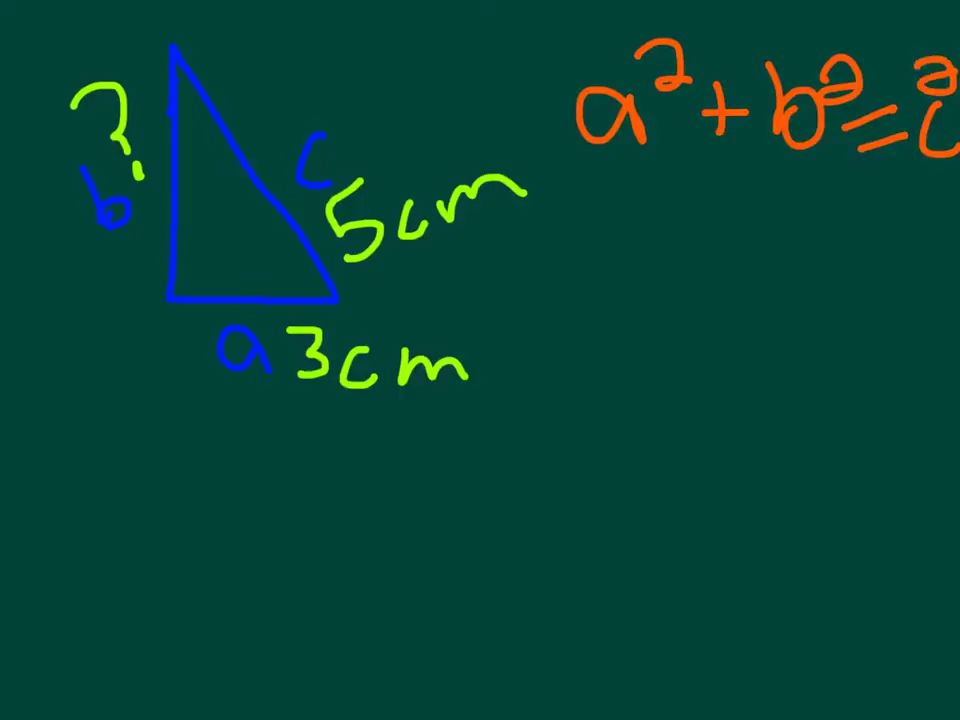 a² + b² = c²
?
b
c
5cm
a 3cm